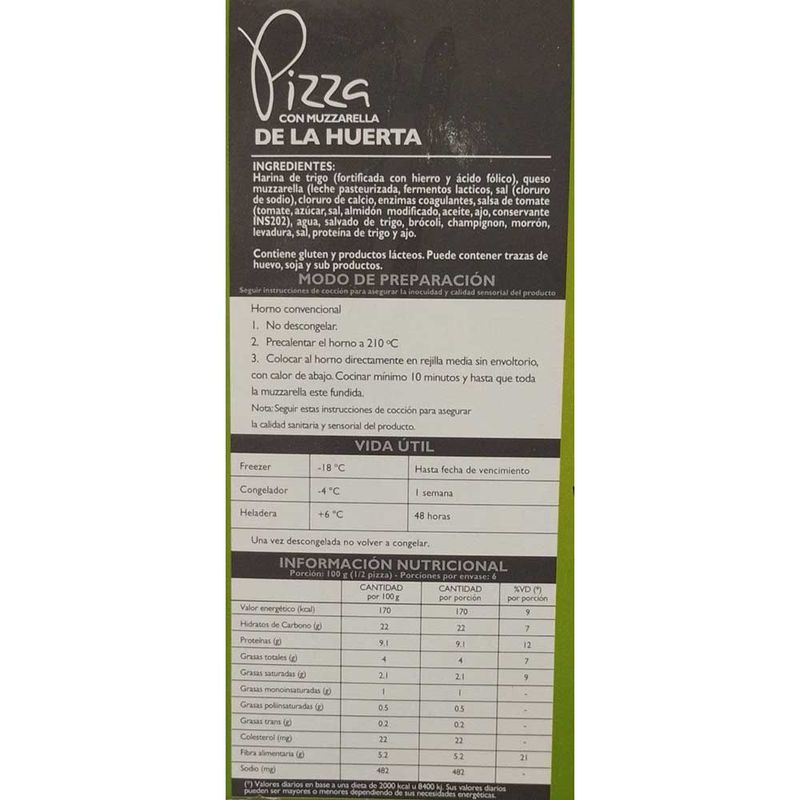 Pizza
CON MUZZARELLA
DE LA HUERTA
INGREDIENTES:
Harina de trigo (fortificada con hierro y ácido fólico), queso
muzzarella (leche pasteurizada, fermentos lacticos, sal (cloruro
de sodio), cloruro de calcio, enzimas coagulantes, salsa de tomate
(tomate, azúcar, sal, almidón modificado, aceite, ajo, conservante
INS202), agua, salvado de trigo, brócoli, champignon, morrón,
levadura, sal, proteína de trigo y ajo.
Contiene gluten y productos lácteos. Puede contener trazas de
huevo, soja y sub productos.
MODO DE PREPARACIÓN
Seguir instrucciones de cocción para asegurar la inocuidad y calidad sensorial del producto
Horno convencional
1. No descongelar.
2. Precalentar el horno a 210 ºC
3. Colocar al horno directamente en rejilla media sin envoltorio,
con calor de abajo. Cocinar mínimo 10 minutos y hasta que toda
la muzzarella este fundida.
Nota: Seguir estas instrucciones de cocción para asegurar
la calidad sanitaria y sensorial del producto.
VIDA ÚTIL
Freezer -18 ºC Hasta fecha de vencimiento
Congelador -4 ºC 1 semana
Heladera +6 ºC 48 horas
Una vez descongelada no volver a congelar.
INFORMACIÓN NUTRICIONAL
Porción: 100 g (1/2 pizza) - Porciones por envase: 6
CANTIDAD CANTIDAD %VD (*)
por 100 g por porción por porción
Valor energético (kcal) 170 170 9
Hidratos de Carbono (g) 22 22 7
Proteínas (g) 9.1 9.1 12
Grasas totales (g) 4 4 7
Grasas saturadas (g) 2.1 2.1 9
Grasas monoinsaturadas (g) 1 1 -
Grasas poliinsaturadas (g) 0.5 0.5 -
Grasas trans (g) 0.2 0.2 -
Colesterol (mg) 22 22 -
Fibra alimentaria (g) 5.2 5.2 21
Sodio (mg) 482 482 -
(*) Valores diarios en base a una dieta de 2000 kcal u 8400 kj. Sus valores diarios
pueden ser mayores o menores dependiendo de sus necesidades energéticas.